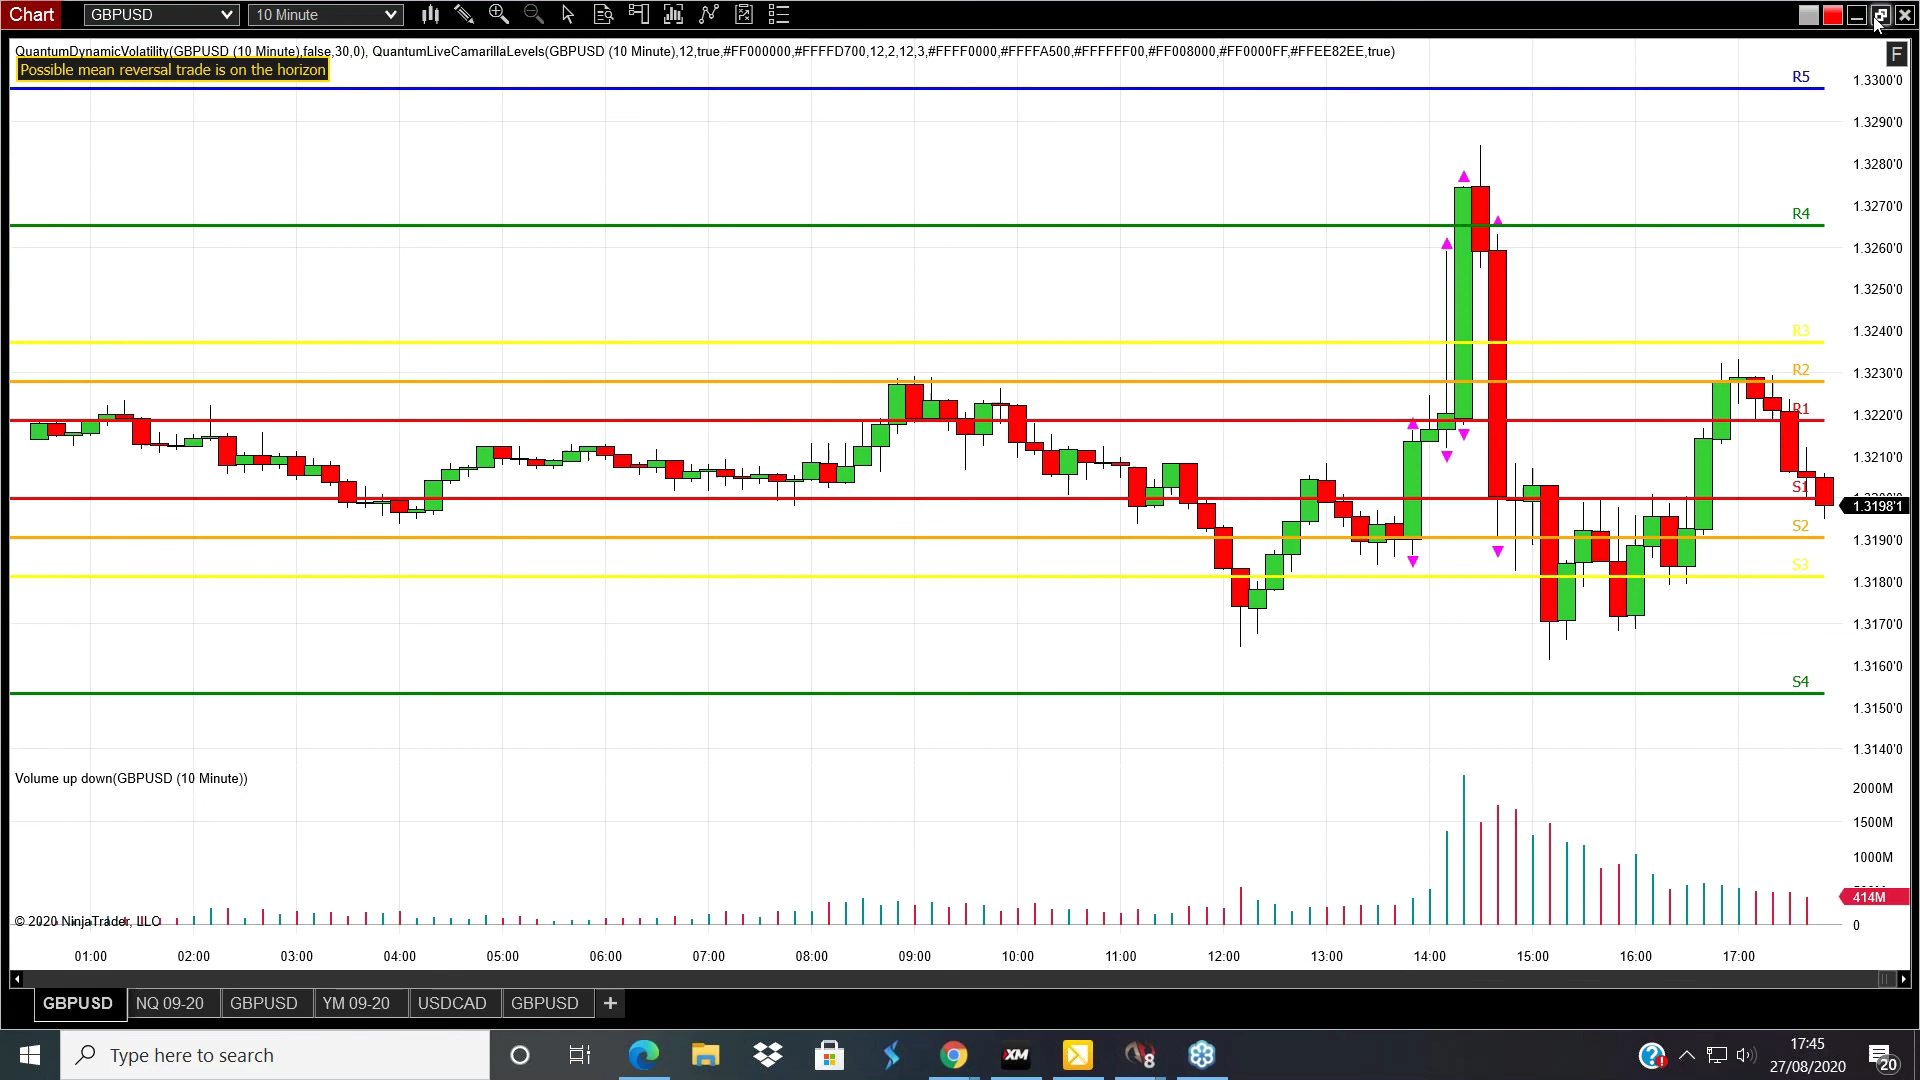 Chart GBPUSD 10 Minute
QuantumDynamicVolatility(GBPUSD (10 Minute),false,30,0), QuantumLiveCamarillaLevels(GBPUSD (10 Minute),12,true,#FF000000,#FFFFD700,12,2,12,3,#FFFF0000,#FFFFA500,#FFFFFF00,#FF008000,#FF0000FF,#FFEE82EE,true)
F
Possible mean reversal trade is on the horizon
R5
1.3300'0
1.3290'0
1.3280'0
R4
1.3270'0
1.3260'0
1.3250'0
1.3240'0
R3
R2
1.3230'0
R1
1.3220'0
1.3210'0
S1
1.3198'1
S2
1.3190'0
S3
1.3180'0
1.3170'0
1.3160'0
S4
1.3150'0
1.3140'0
Volume up down(GBPUSD (10 Minute))
2000M
1500M
1000M
414M
© 2020 NinjaTrader, LLC
0
01:00 02:00 03:00 04:00 05:00 06:00 07:00 08:00 09:00 10:00 11:00 12:00 13:00 14:00 15:00 16:00 17:00
GBPUSD NQ 09-20 GBPUSD YM 09-20 USDCAD GBPUSD +
Type here to search
XM
8
17:45
27/08/2020
20